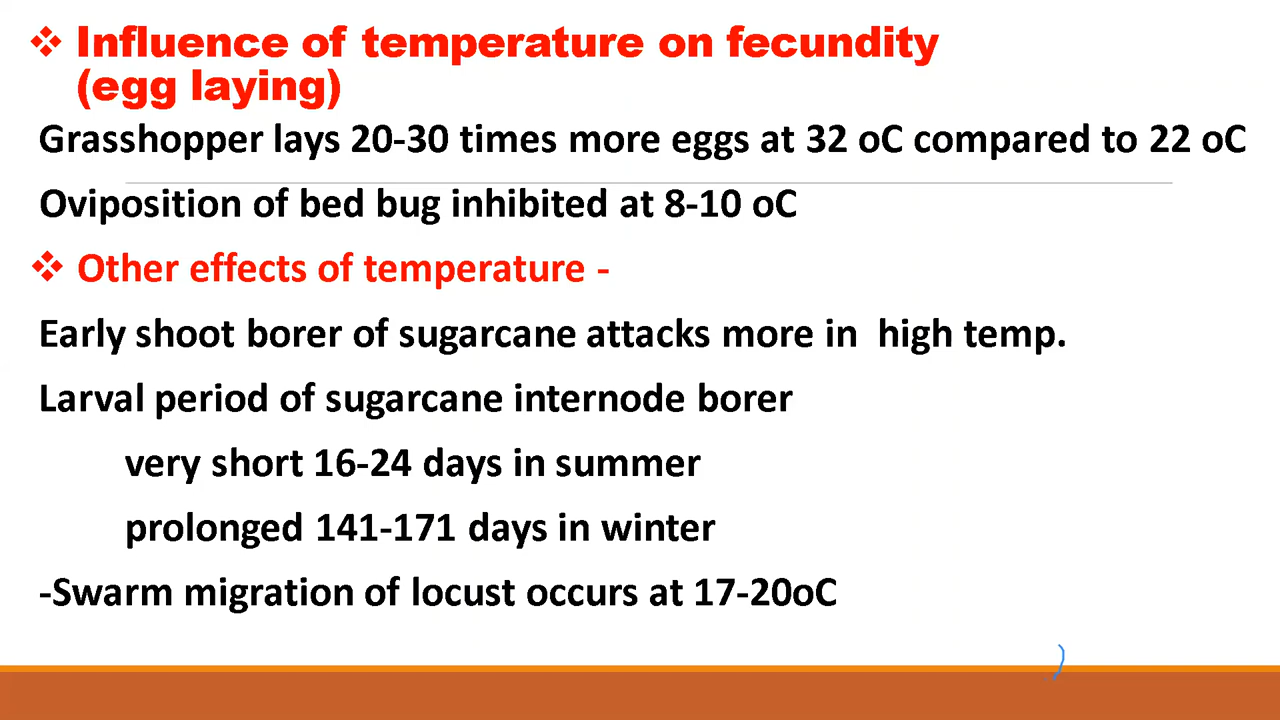 ❖ Influence of temperature on fecundity
(egg laying)
Grasshopper lays 20-30 times more eggs at 32 oC compared to 22 oC
Oviposition of bed bug inhibited at 8-10 oC
❖ Other effects of temperature -
Early shoot borer of sugarcane attacks more in  high temp.
Larval period of sugarcane internode borer
very short 16-24 days in summer
prolonged 141-171 days in winter
-Swarm migration of locust occurs at 17-20oC